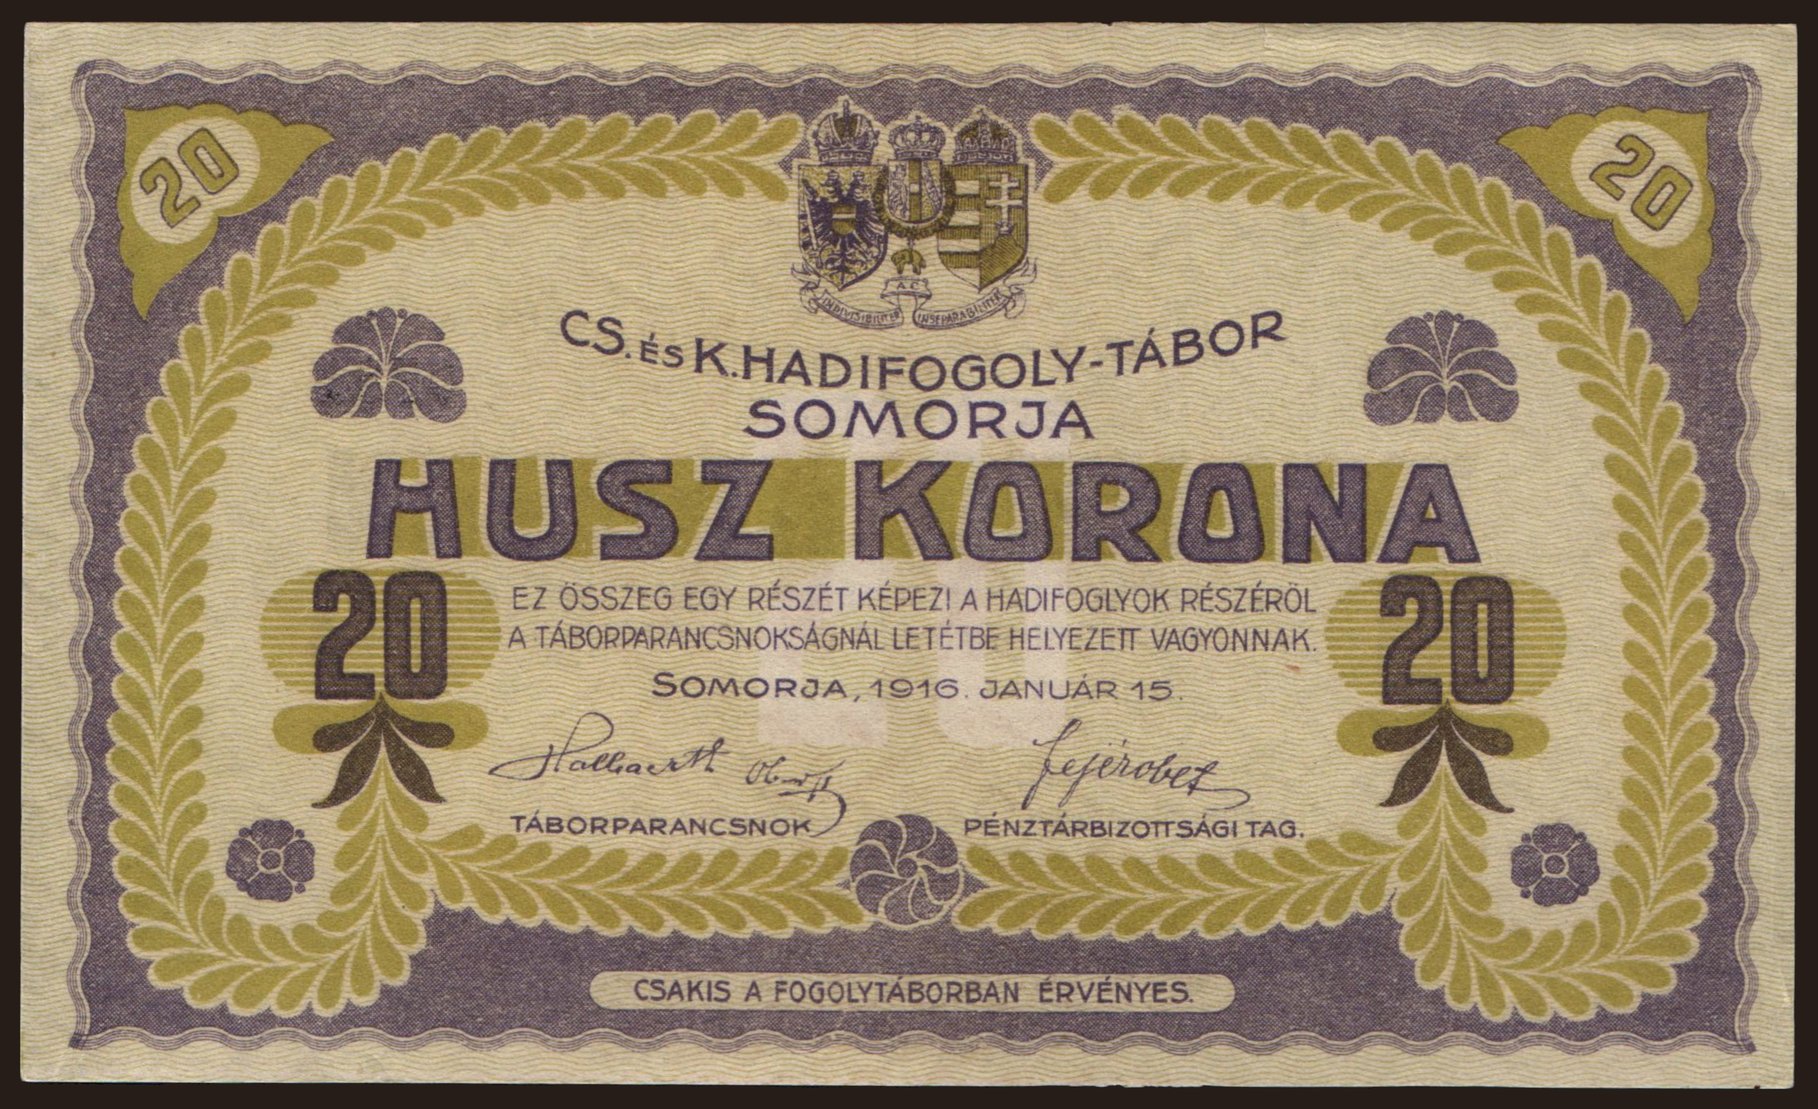 20
20
A.C.
INDIVISIBILITER INSEPARABILITER
CS. ÉS K. HADIFOGOLY-TÁBOR
SOMORJA
HUSZ KORONA
20
20
EZ ÖSSZEG EGY RÉSZÉT KÉPEZI A HADIFOGLYOK RÉSZÉRÖL
A TÁBORPARANCSNOKSÁGNÁL LETÉTBE HELYEZETT VAGYONNAK.
SOMORJA, 1916. JANUÁR 15.
TÁBORPARANCSNOK
PÉNZTÁRBIZOTTSÁGI TAG.
CSAKIS A FOGOLYTÁBORBAN ÉRVÉNYES.